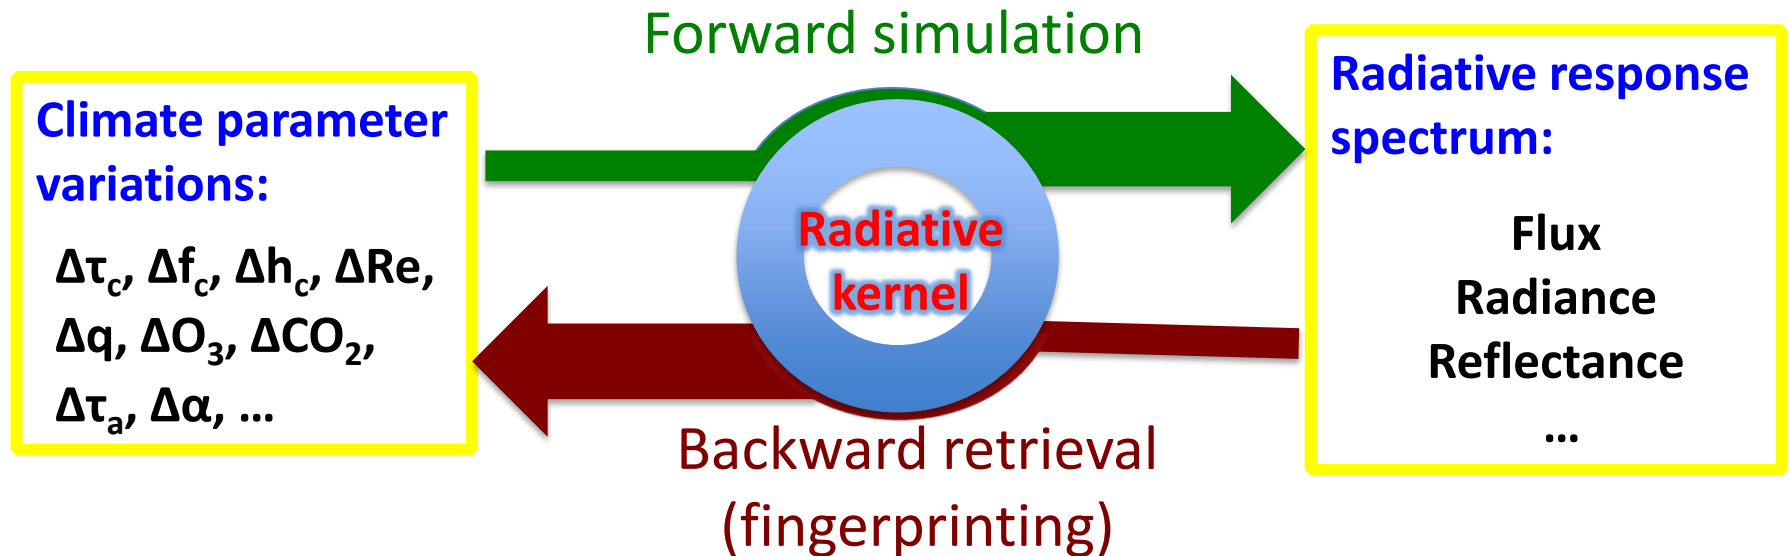 Forward simulation
Climate parameter
variations:
Δτc, Δfc, Δhc, ΔRe,
Δq, ΔO3, ΔCO2,
Δτa, Δα, ...
Radiative
kernel
Radiative response
spectrum:
Flux
Radiance
Reflectance
...
Backward retrieval
(fingerprinting)